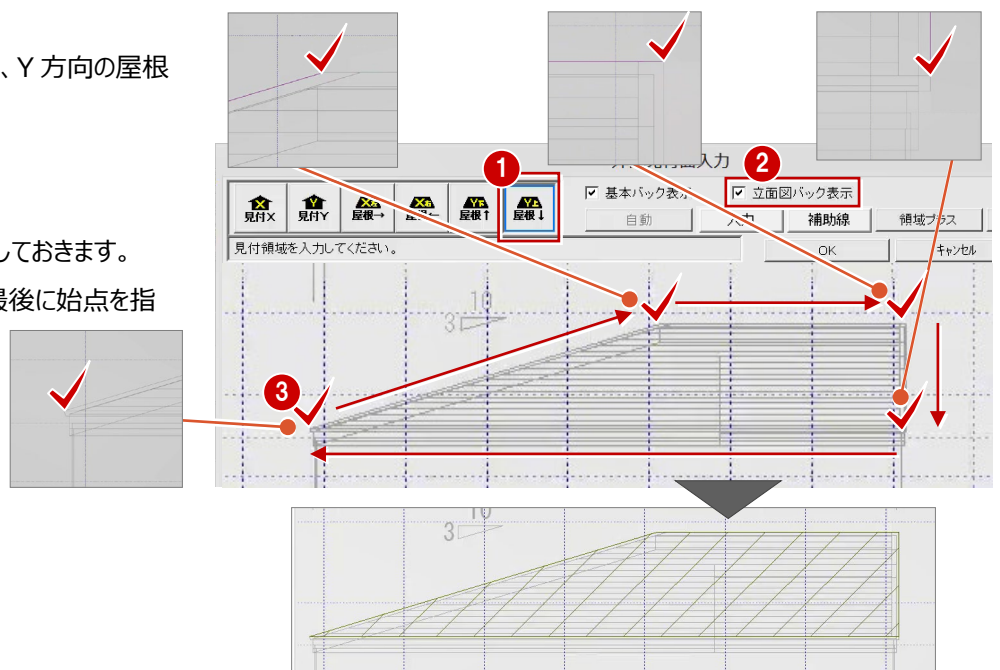 、Y 方向の屋根
しておきます。
最後に始点を指
1
2
入力
見付X
見付Y
屋根→
屋根↑
屋根↓
基本バック表示
立面図バック表示
自動
入力
補助線
領域プラス
見付領域を入力してください。
OK
キャンセル
10
3
3
10
3